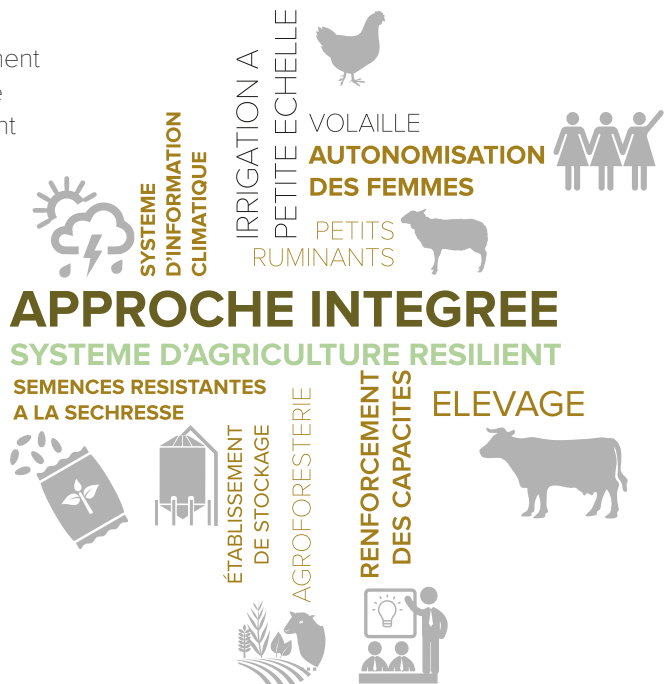 IRRIGATION A
PETITE ECHELLE
VOLAILLE
AUTONOMISATION
DES FEMMES
SYSTEME
D'INFORMATION
CLIMATIQUE
PETITS
RUMINANTS
APPROCHE INTEGREE
SYSTEME D'AGRICULTURE RESILIENT
SEMENCES RESISTANTES
A LA SECHRESSE
ÉTABLISSEMENT
DE STOCKAGE
AGROFORESTERIE
RENFORCEMENT
DES CAPACITES
ELEVAGE